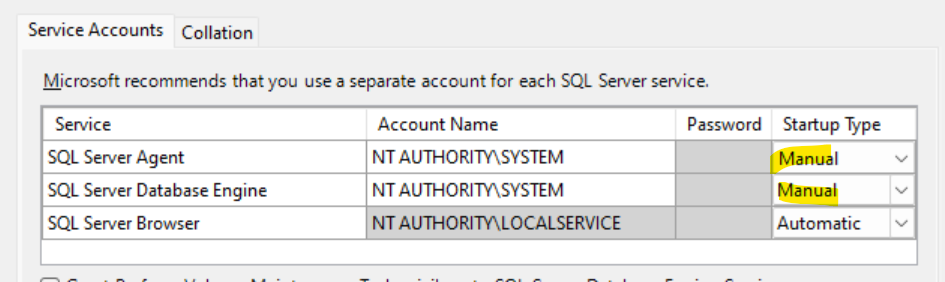 Service Accounts Collation
Microsoft recommends that you use a separate account for each SQL Server service.
Service Account Name Password Startup Type
SQL Server Agent NT AUTHORITY\SYSTEM Manual
SQL Server Database Engine NT AUTHORITY\SYSTEM Manual
SQL Server Browser NT AUTHORITY\LOCALSERVICE Automatic